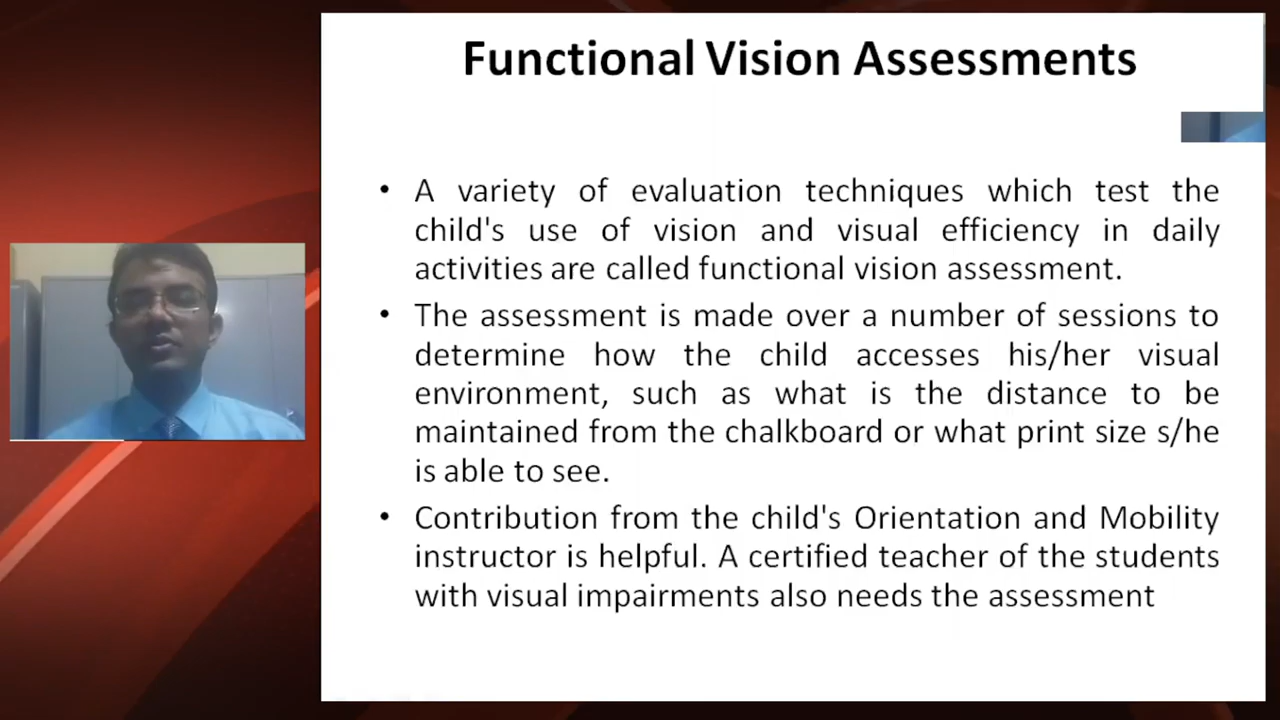 Functional Vision Assessments
• A variety of evaluation techniques which test the
child's use of vision and visual efficiency in daily
activities are called functional vision assessment.
• The assessment is made over a number of sessions to
determine how the child accesses his/her visual
environment, such as what is the distance to be
maintained from the chalkboard or what print size s/he
is able to see.
• Contribution from the child's Orientation and Mobility
instructor is helpful. A certified teacher of the students
with visual impairments also needs the assessment